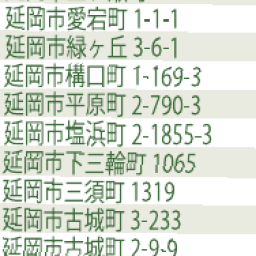 延岡市愛宕町 1-1-1
延岡市緑ヶ丘 3-6-1
延岡市構口町 1-169-3
延岡市平原町 2-790-3
延岡市塩浜町 2-1855-3
延岡市下三輪町 1065
延岡市三須町 1319
延岡市古城町 3-233
延岡市古城町 2-9-9